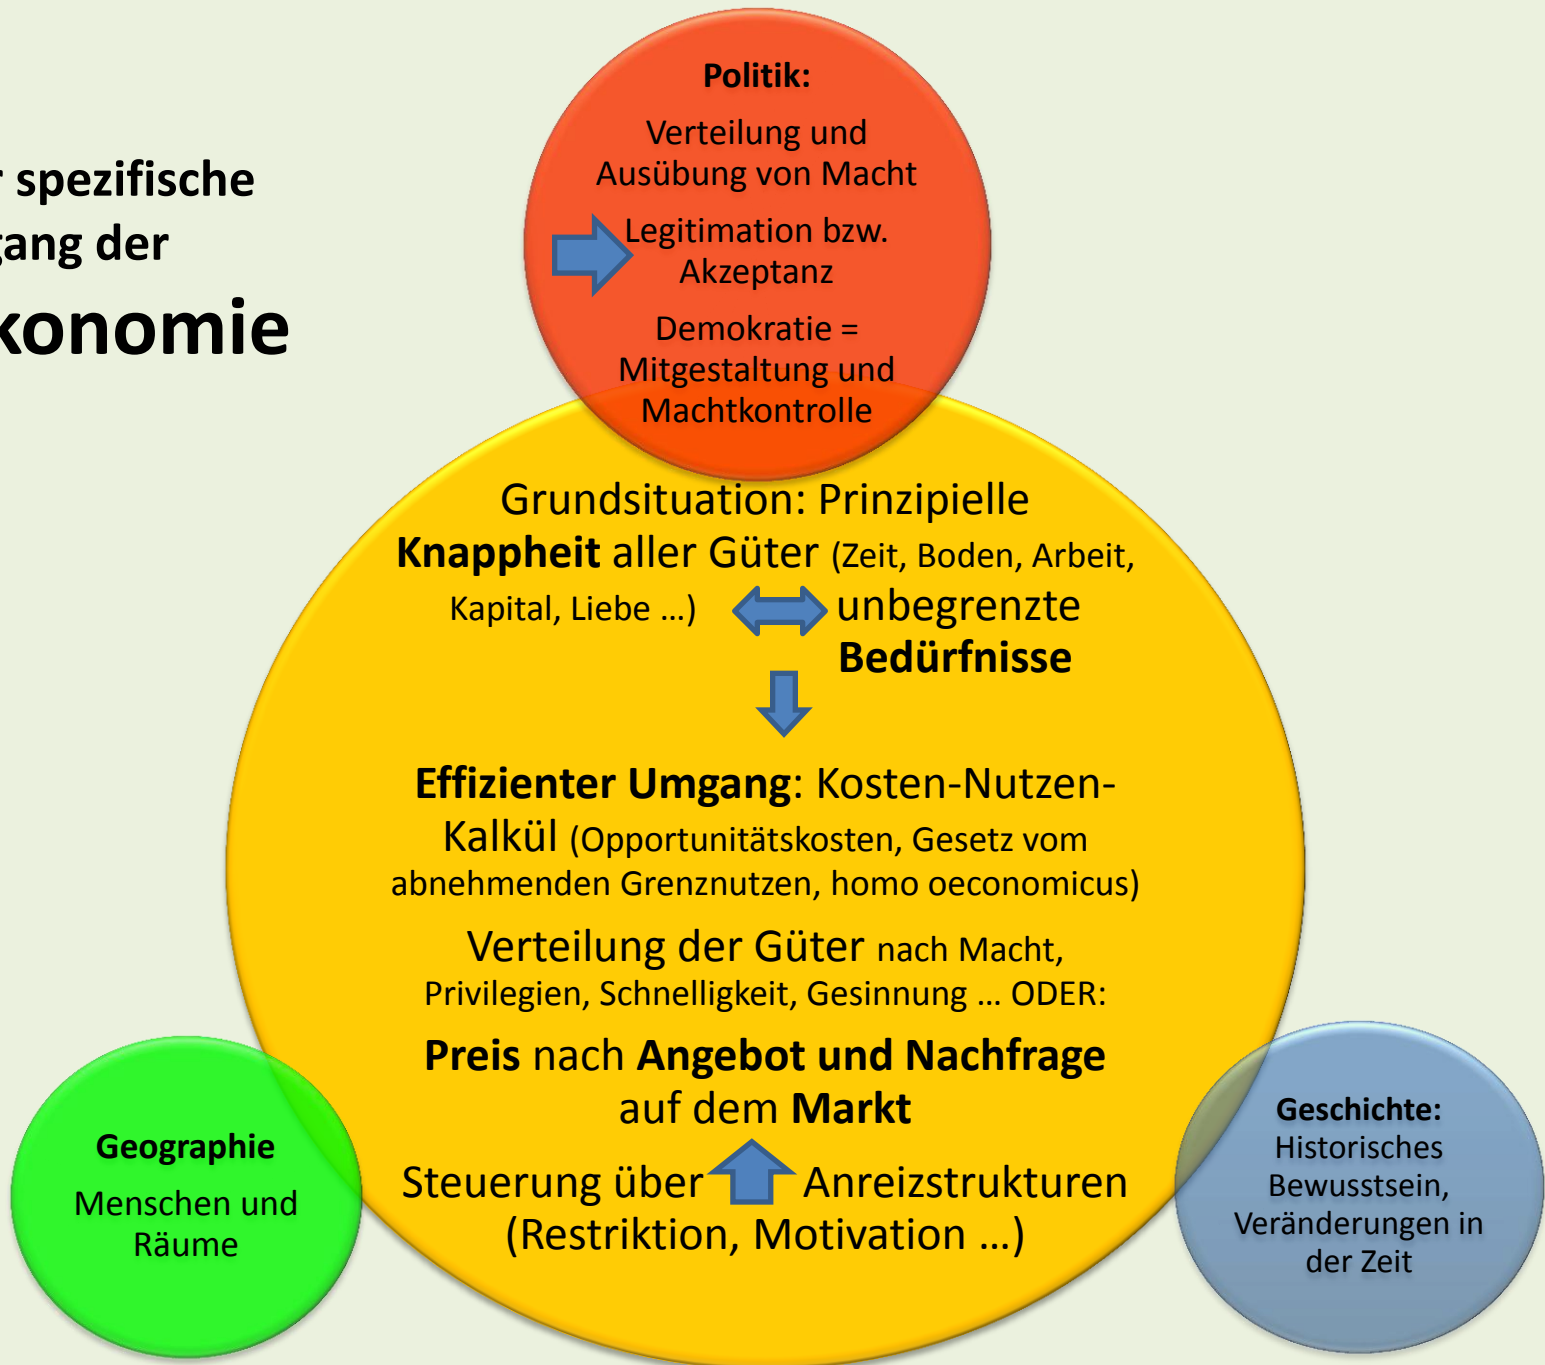 r spezifische
gang der
konomie
Politik:
Verteilung und
Ausübung von Macht
Legitimation bzw.
Akzeptanz
Demokratie =
Mitgestaltung und
Machtkontrolle
Grundsituation: Prinzipielle
Knappheit aller Güter (Zeit, Boden, Arbeit,
Kapital, Liebe ...) unbegrenzte
Bedürfnisse
Effizienter Umgang: Kosten-Nutzen-
Kalkül (Opportunitätskosten, Gesetz vom
abnehmenden Grenznutzen, homo oeconomicus)
Verteilung der Güter nach Macht,
Privilegien, Schnelligkeit, Gesinnung ... ODER:
Preis nach Angebot und Nachfrage
auf dem Markt
Steuerung über Anreizstrukturen
(Restriktion, Motivation ...)
Geographie
Menschen und
Räume
Geschichte:
Historisches
Bewusstsein,
Veränderungen in
der Zeit